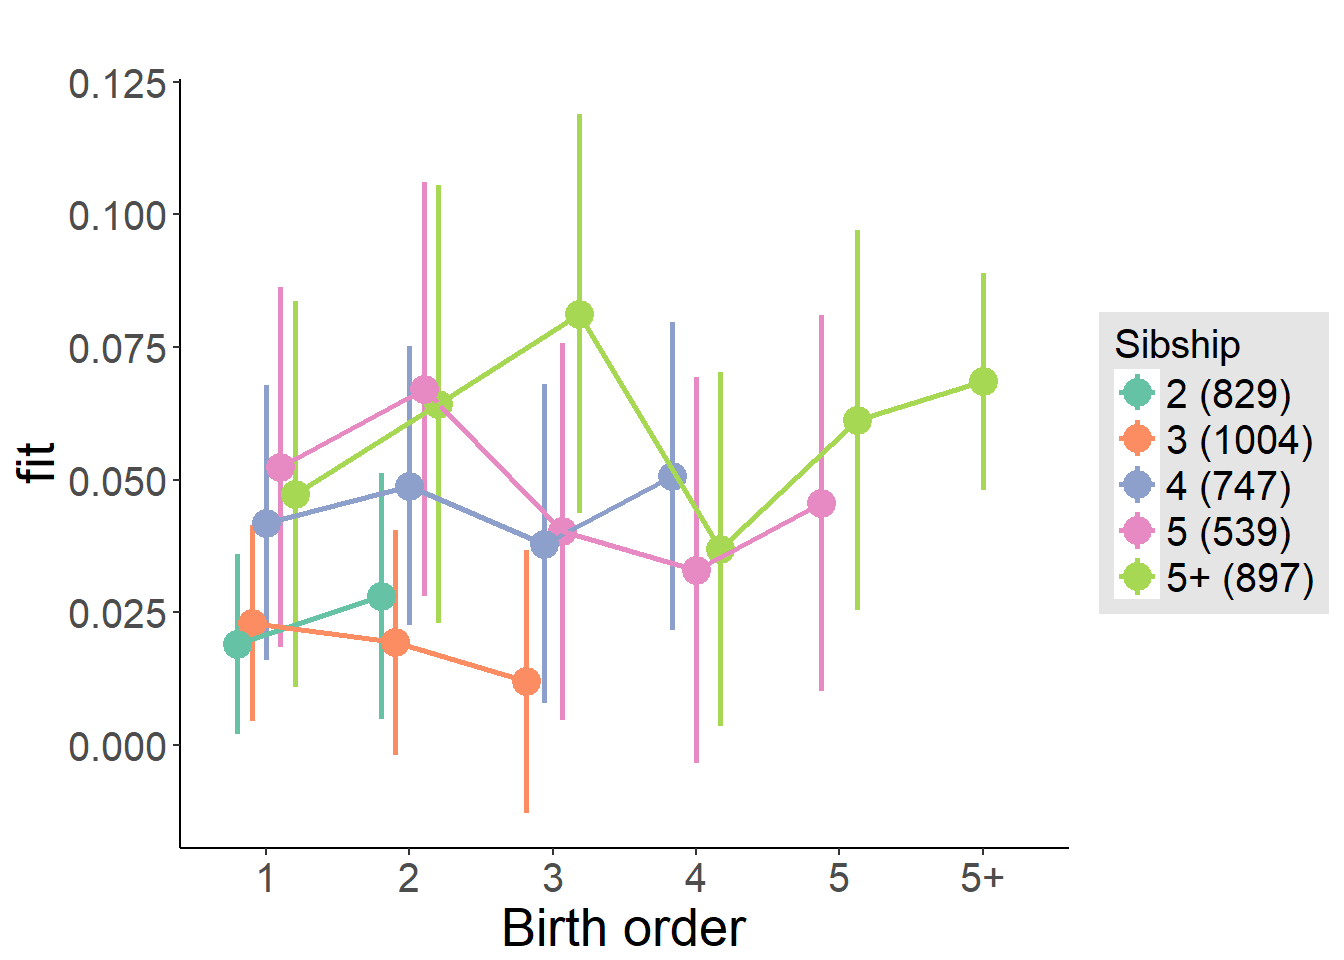 0.125
0.100
0.075
0.050
0.025
0.000
fit
1 2 3 4 5 5+
Birth order
Sibship
2 (829)
3 (1004)
4 (747)
5 (539)
5+ (897)